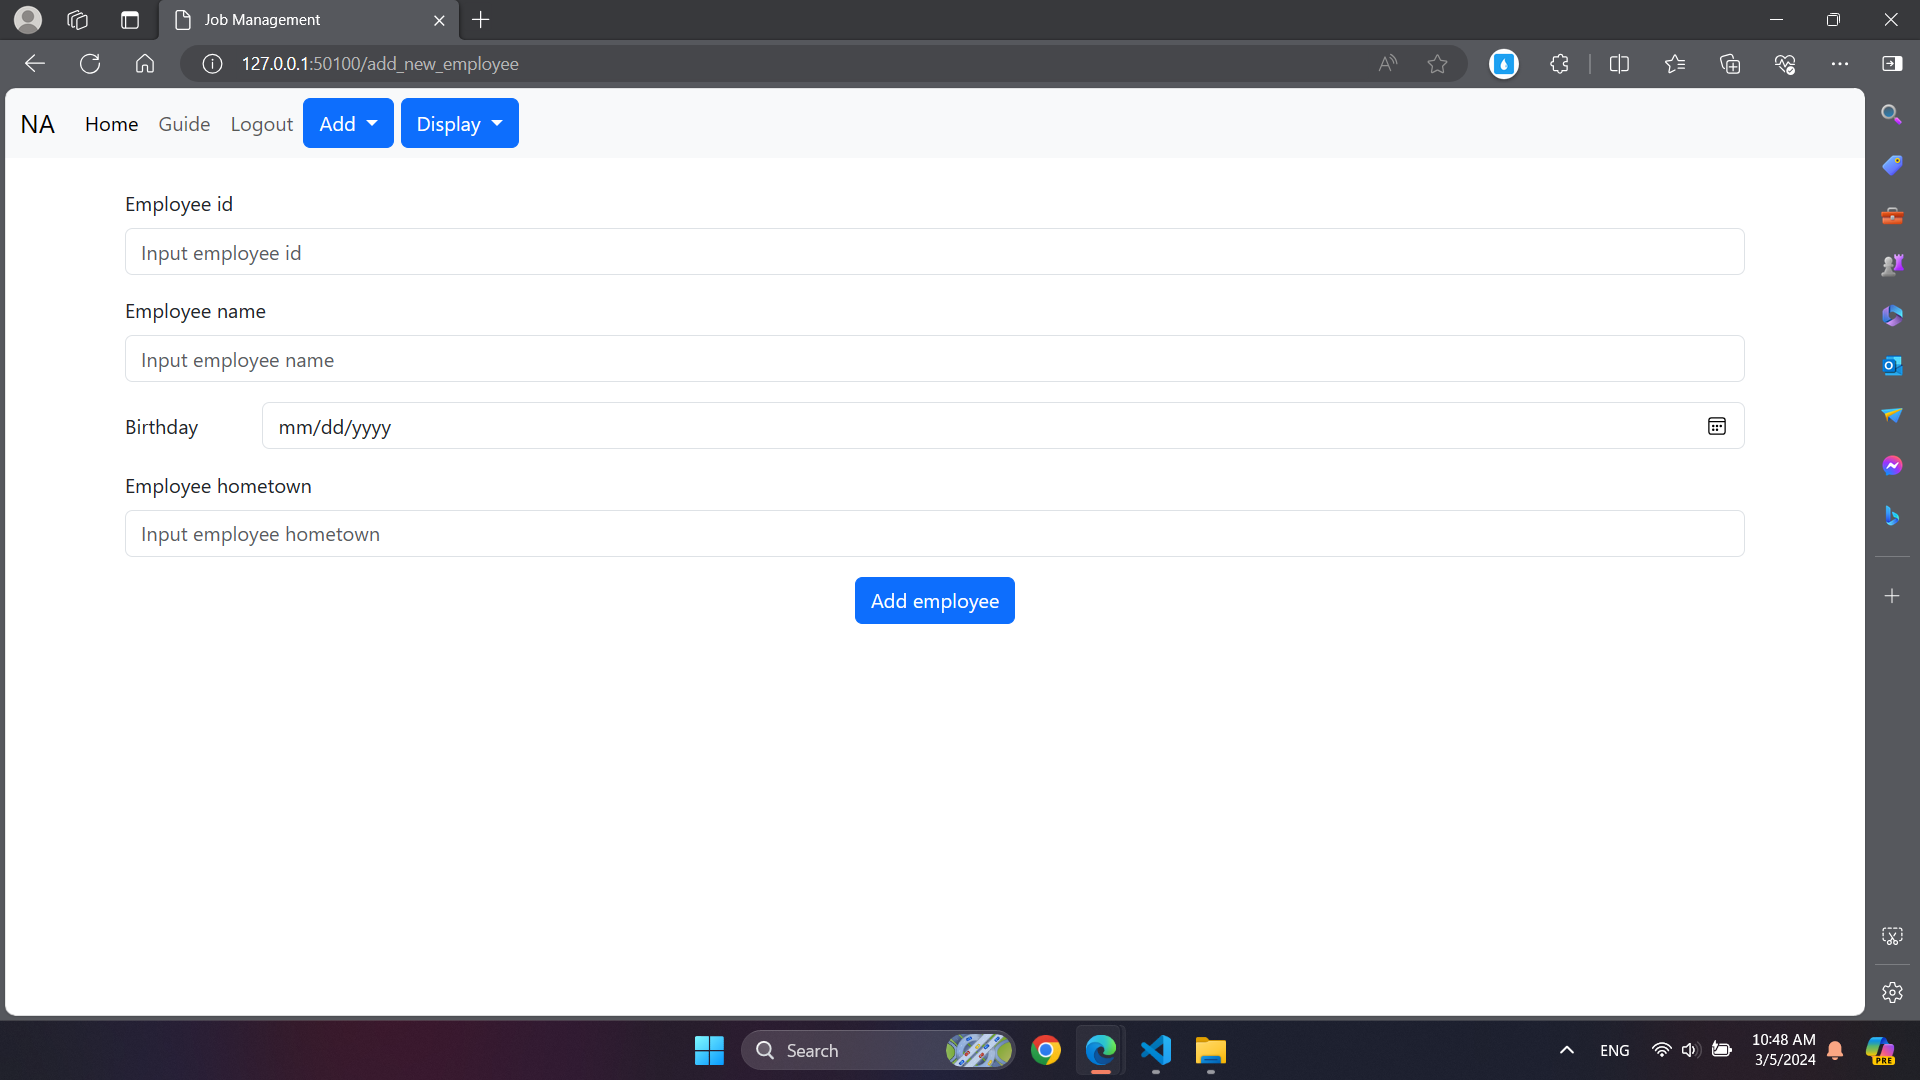 Job Management
127.0.0.1:50100/add_new_employee
NA Home Guide Logout Add Display
Employee id
Input employee id
Employee name
Input employee name
Birthday mm/dd/yyyy
Employee hometown
Input employee hometown
Add employee
Search
ENG
10:48 AM
3/5/2024
PRE